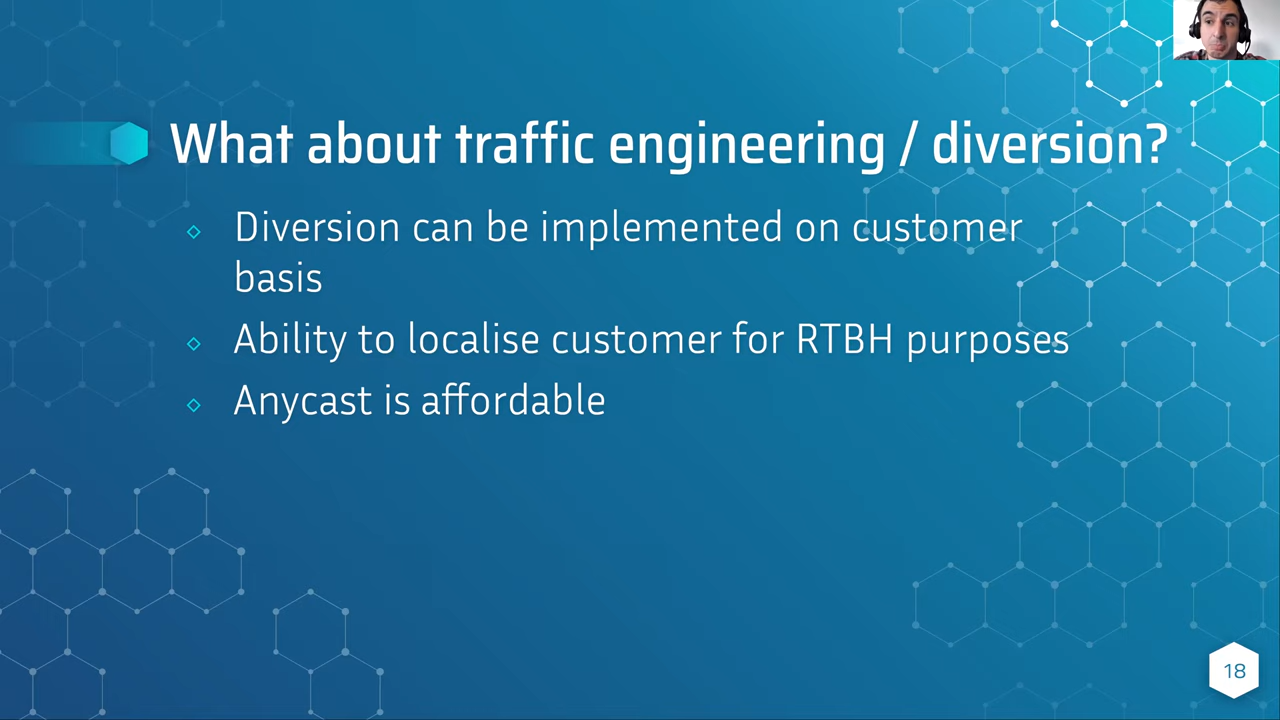 What about traffic engineering / diversion?
Diversion can be implemented on customer
basis
Ability to localise customer for RTBH purposes
Anycast is affordable
18